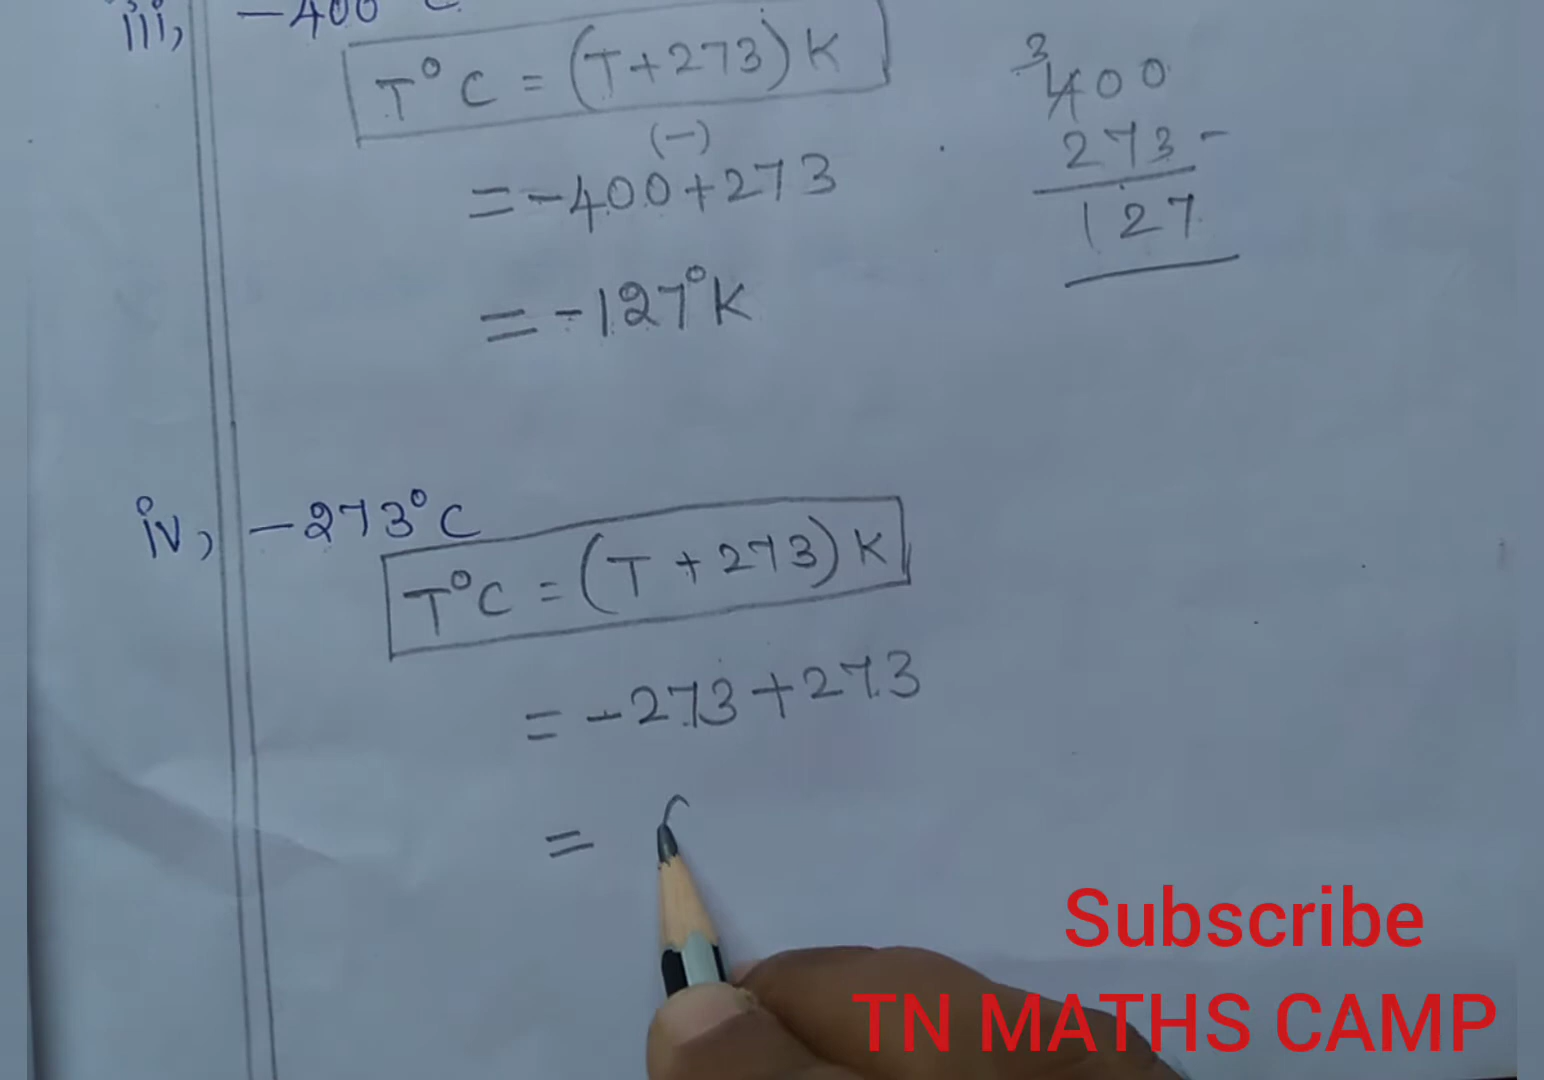 iii, -400°C
T°C = (T+273) K
(-)
= -400+273
= -127°K
3
400
273 -
127
iv, -273°C
T°C = (T + 273) K
= -273+273
=
Subscribe
TN MATHS CAMP